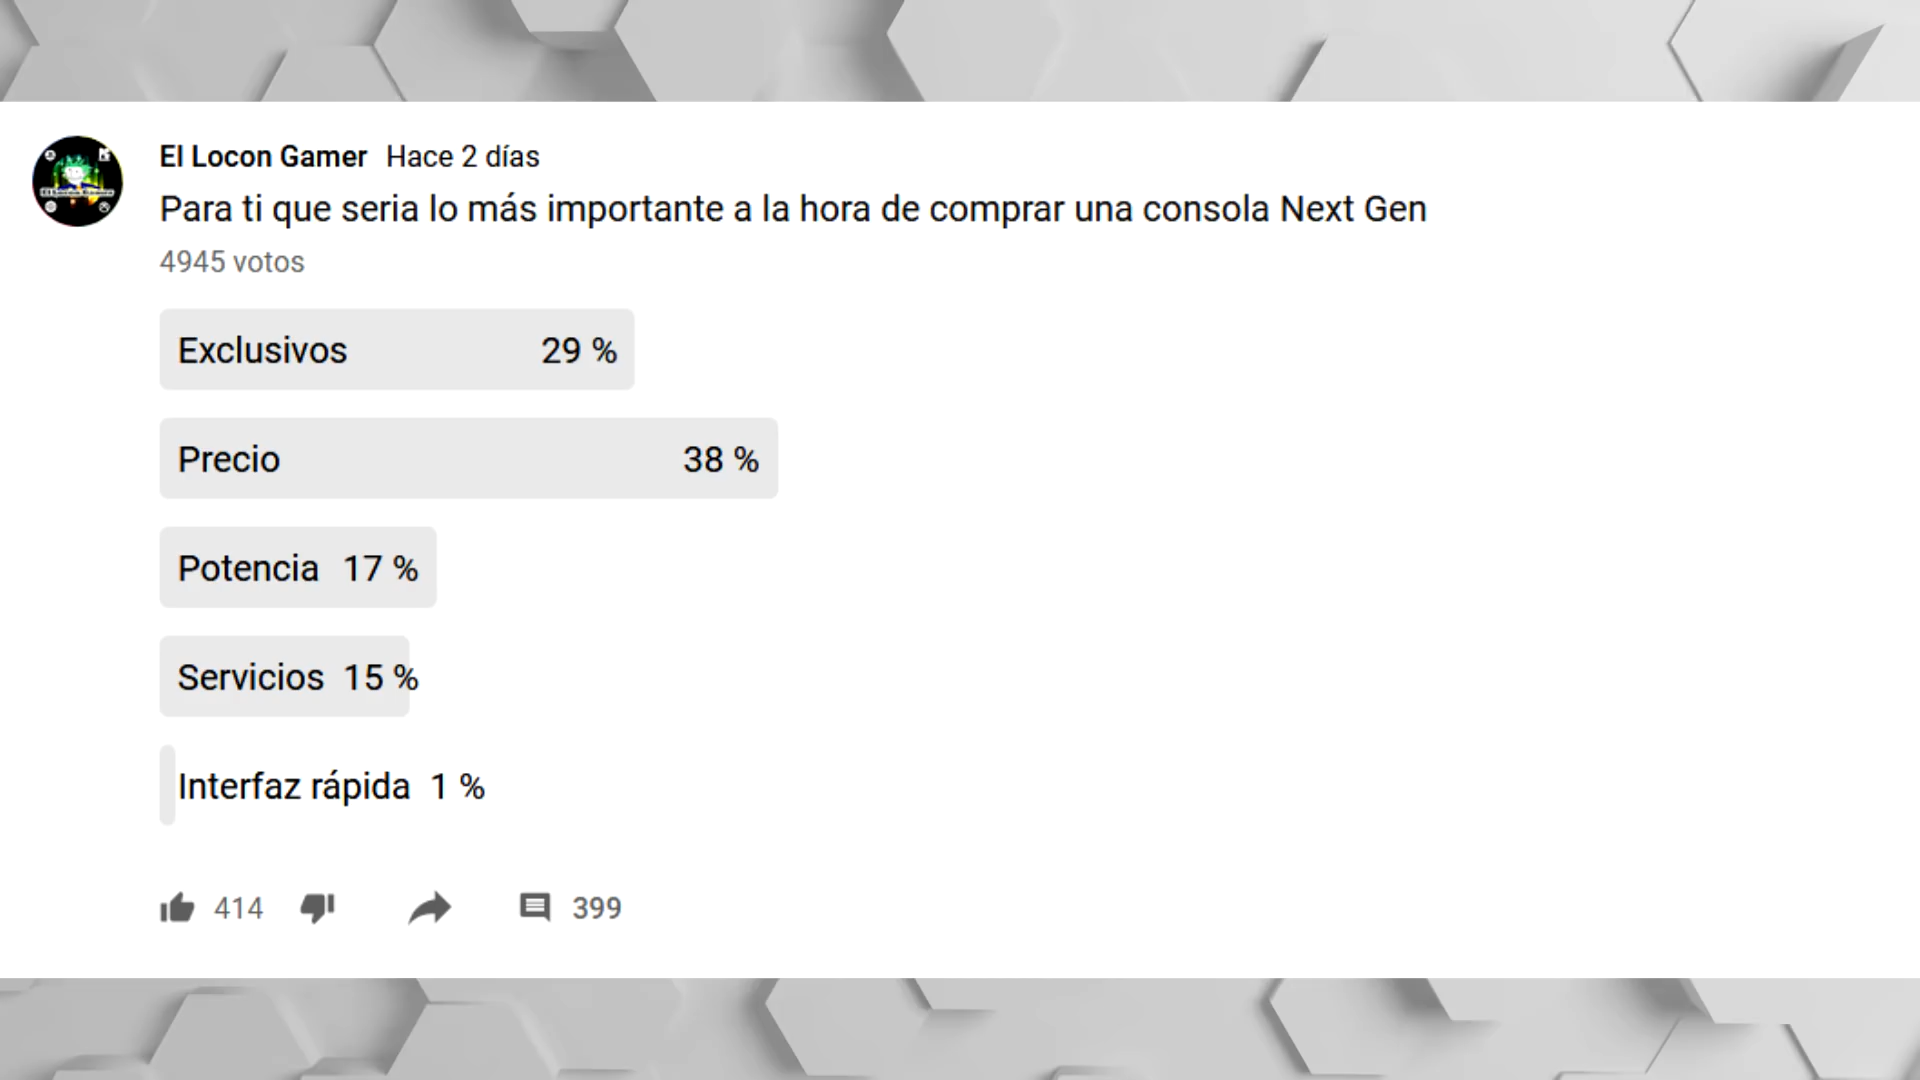 El Locon Gamer Hace 2 días
Para ti que seria lo más importante a la hora de comprar una consola Next Gen
4945 votos
Exclusivos 29 %
Precio 38 %
Potencia 17 %
Servicios 15 %
Interfaz rápida 1 %
414 399